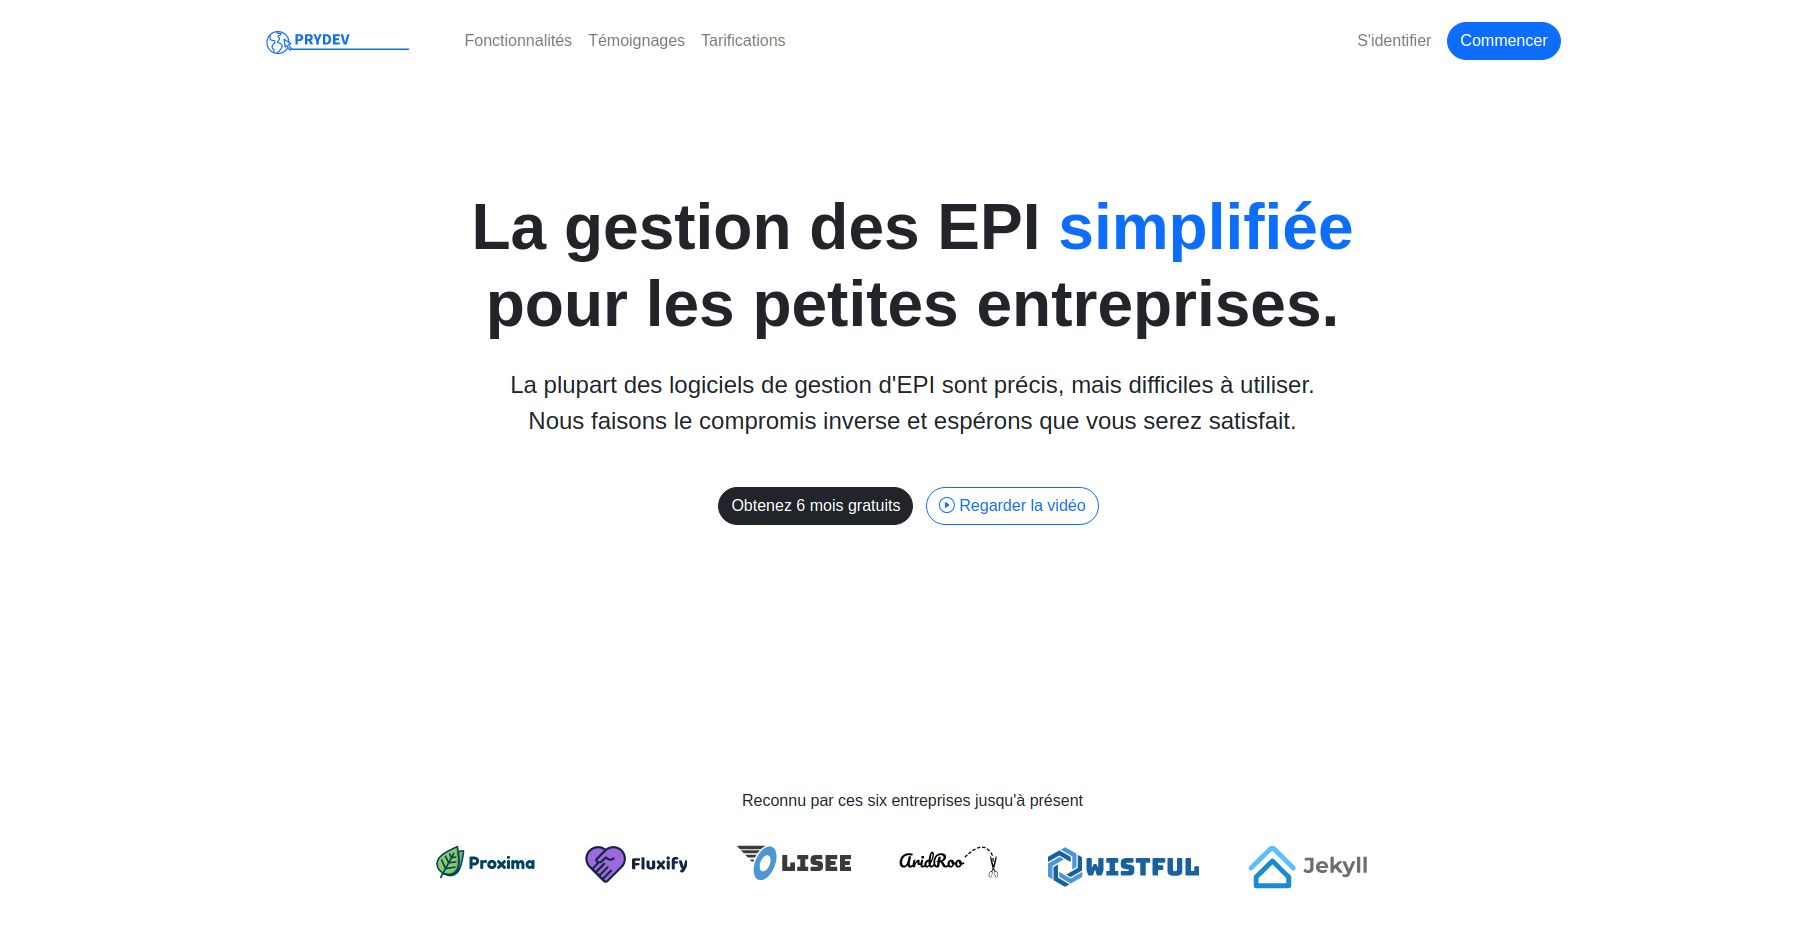 PRYDEV
Fonctionnalités Témoignages Tarifications
S'identifier Commencer
La gestion des EPI simplifiée
pour les petites entreprises.
La plupart des logiciels de gestion d'EPI sont précis, mais difficiles à utiliser.
Nous faisons le compromis inverse et espérons que vous serez satisfait.
Obtenez 6 mois gratuits Regarder la vidéo
Reconnu par ces six entreprises jusqu'à présent
Proxima Fluxify OLISEE AridRoo WISTFUL Jekyll